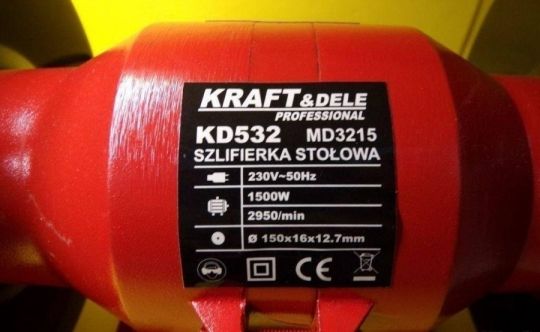 KRAFT&DELE
PROFESSIONAL
KD532 MD3215
SZLIFIERKA STOŁOWA
230V~50Hz
1500W
2950/min
Ø 150x16x12.7mm
CE